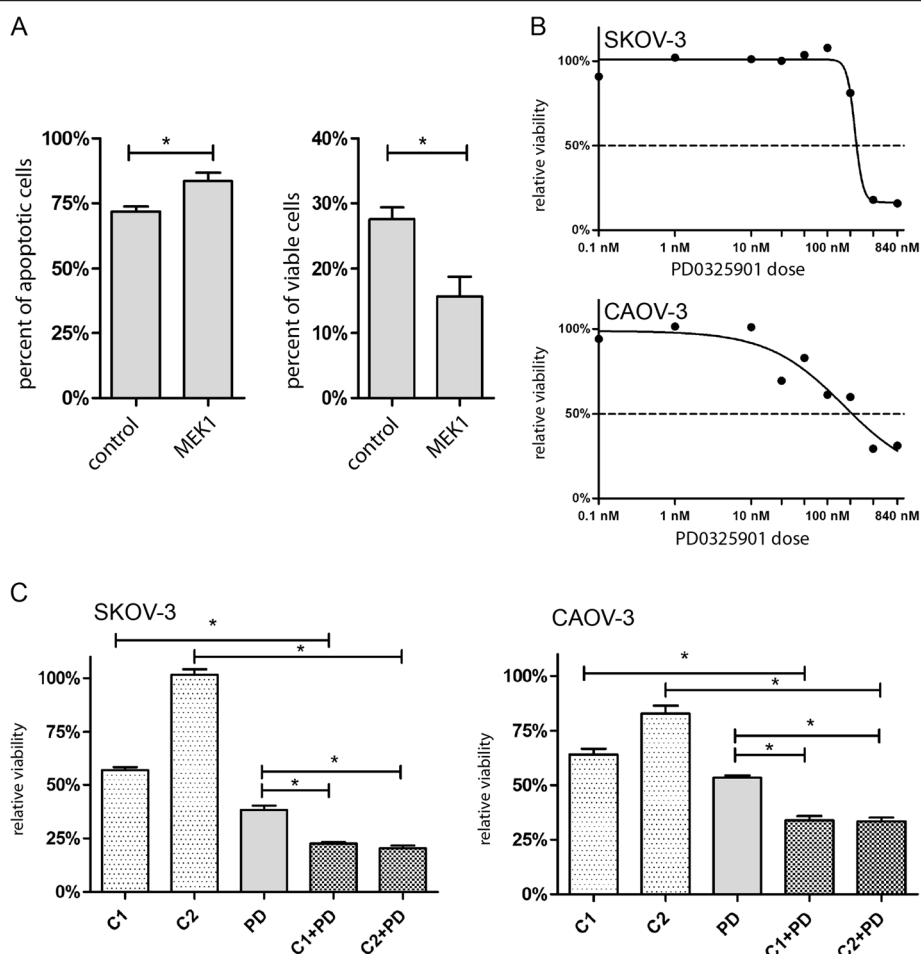 A
percent of apoptotic cells
100%
75%
50%
25%
0%
*
control
MEK1
percent of viable cells
40%
30%
20%
10%
0%
*
control
MEK1
B
SKOV-3
relative viability
100%
50%
0%
0.1 nM 1 nM 10 nM 100 nM 840 nM
PD0325901 dose
CAOV-3
relative viability
100%
50%
0%
0.1 nM 1 nM 10 nM 100 nM 840 nM
PD0325901 dose
C
SKOV-3
relative viability
100%
75%
50%
25%
0%
*
*
*
*
C1 C2 PD C1+PD C2+PD
CAOV-3
relative viability
100%
75%
50%
25%
0%
*
*
*
*
C1 C2 PD C1+PD C2+PD